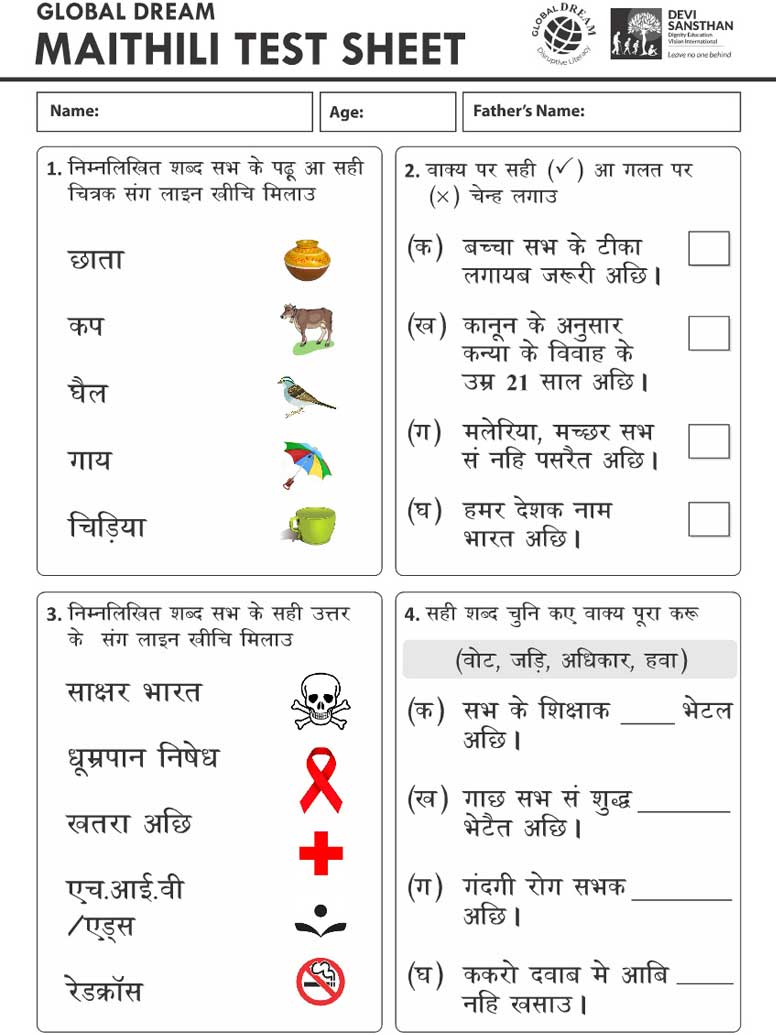 GLOBAL DREAM
MAITHILI TEST SHEET
GLOBAL DREAM
Disruptive Literacy
DEVI
SANSTHAN
Dignity Education
Vision International
Leave no one behind
Name:
Age:
Father's Name:
1. निम्नलिखित शब्द सभ के पढू आ सही
चित्रक संग लाइन खीचि मिलाउ
छाता
कप
घैल
गाय
चिड़िया
2. वाक्य पर सही (✓) आ गलत पर
(×) चेन्ह लगाउ
(क) बच्चा सभ के टीका
लगायब जरूरी अछि।
(ख) कानून के अनुसार
कन्या के विवाह के
उम्र 21 साल अछि।
(ग) मलेरिया, मच्छर सभ
सं नहि पसरैत अछि।
(घ) हमर देशक नाम
भारत अछि।
3. निम्नलिखित शब्द सभ के सही उत्तर
के संग लाइन खीचि मिलाउ
साक्षर भारत
धूम्रपान निषेध
खतरा अछि
एच.आई.वी
/एड्स
रेडक्रॉस
4. सही शब्द चुनि कए वाक्य पूरा करू
(वोट, जड़ि, अधिकार, हवा)
(क) सभ के शिक्षाक ____ भेटल
अछि।
(ख) गाछ सभ सं शुद्ध ______
भेटैत अछि।
(ग) गंदगी रोग सभक ______
अछि।
(घ) ककरो दवाब मे आबि ____
नहि खसाउ।